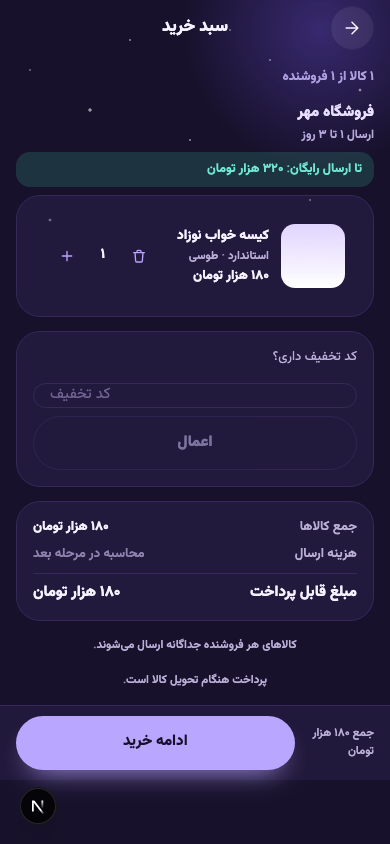 سبد خرید
۱ کالا از ۱ فروشنده
فروشگاه مهر
ارسال ۱ تا ۳ روز
تا ارسال رایگان: ۳۲۰ هزار تومان
کیسه خواب نوزاد
استاندارد · طوسی
۱۸۰ هزار تومان
۱
کد تخفیف داری؟
کد تخفیف
اعمال
جمع کالاها ۱۸۰ هزار تومان
هزینه ارسال محاسبه در مرحله بعد
مبلغ قابل پرداخت ۱۸۰ هزار تومان
کالاهای هر فروشنده جداگانه ارسال می‌شوند.
پرداخت هنگام تحویل کالا است.
جمع ۱۸۰ هزار
تومان
ادامه خرید
N